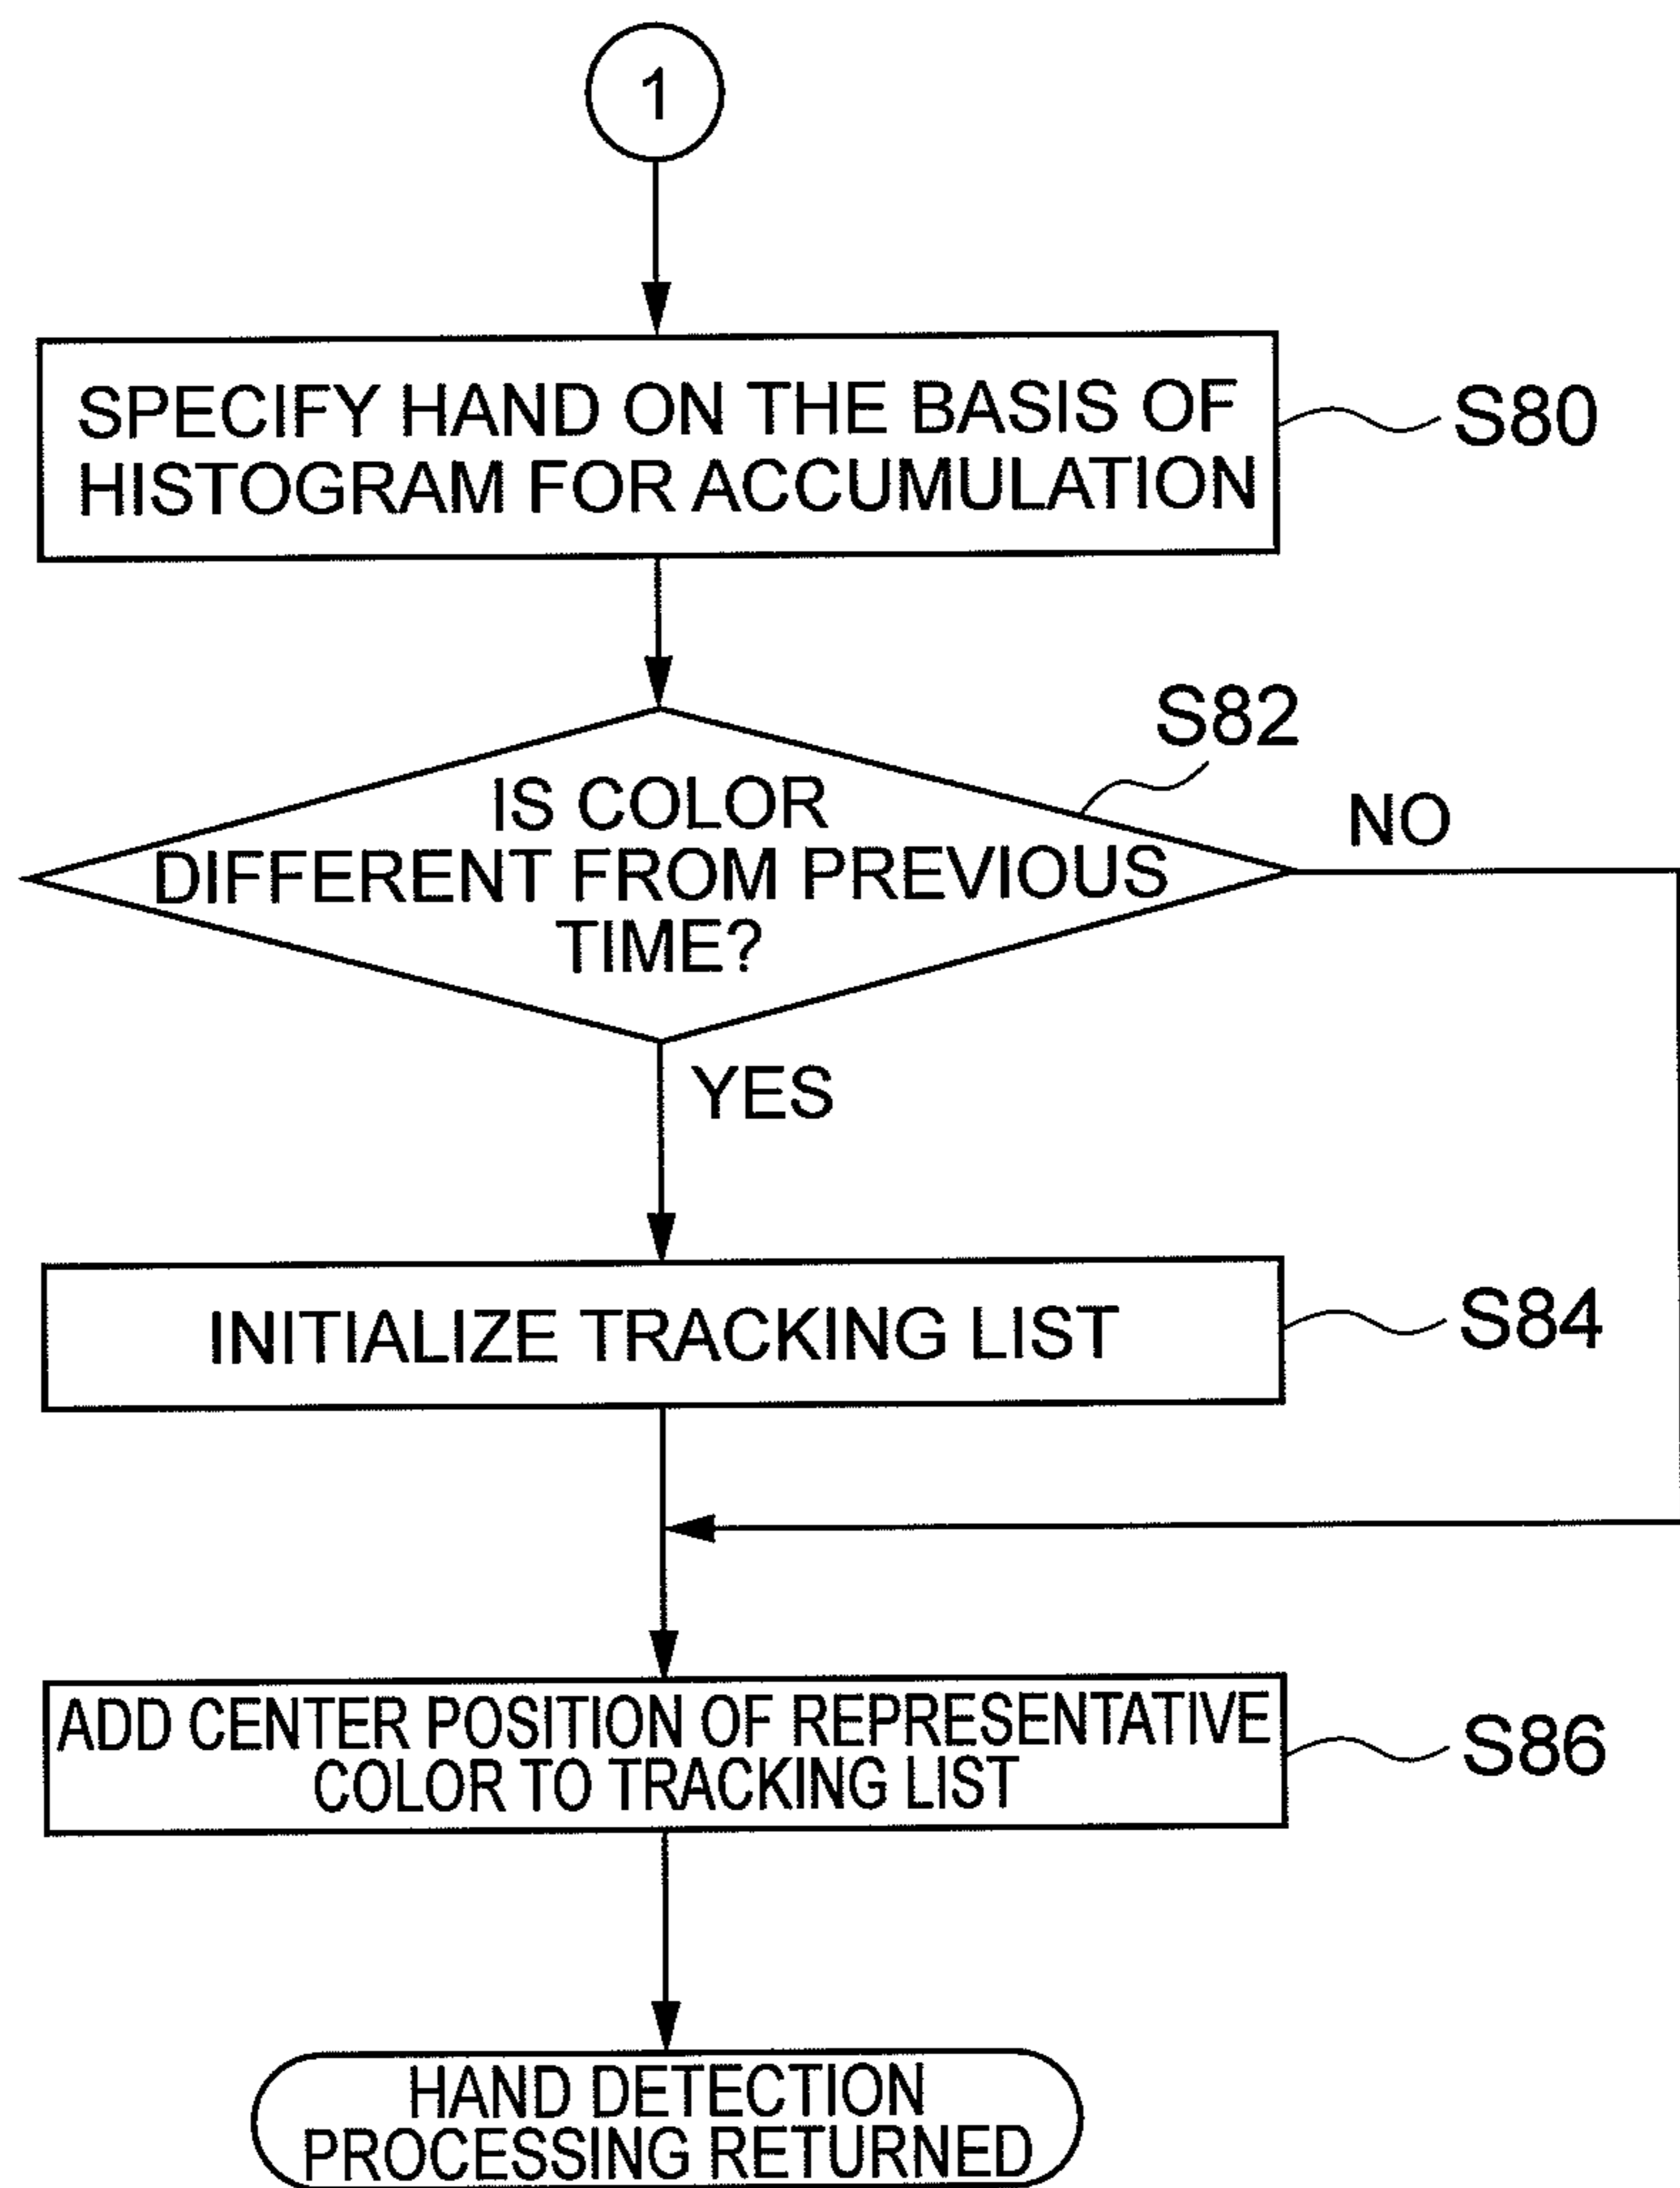 1
SPECIFY HAND ON THE BASIS OF
HISTOGRAM FOR ACCUMULATION
S80
S82
IS COLOR
DIFFERENT FROM PREVIOUS
TIME?
NO
YES
INITIALIZE TRACKING LIST
S84
ADD CENTER POSITION OF REPRESENTATIVE
COLOR TO TRACKING LIST
S86
HAND DETECTION
PROCESSING RETURNED